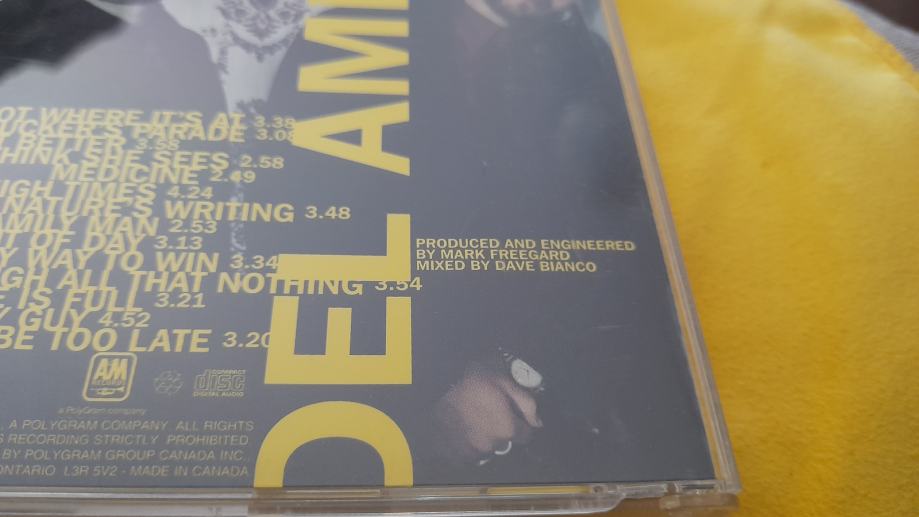 OT WHERE IT'S AT 3.38
UCKER'S PARADE 3.08
BETTER 3.58
HINK SHE SEES 2.58
MEDICINE 2.49
IGH TIMES 4.24
NATURE'S WRITING 3.48
AMILY MAN 2.53
T OF DAY 3.13
Y WAY TO WIN 3.34
GH ALL THAT NOTHING 3.54
E IS FULL 3.21
Y GUY 4.52
BE TOO LATE 3.20
DEL AMI
PRODUCED AND ENGINEERED
BY MARK FREEGARD
MIXED BY DAVE BIANCO
AM
RECORDS
COMPACT
disc
DIGITAL AUDIO
a PolyGram company
, A POLYGRAM COMPANY ALL RIGHTS
S RECORDING STRICTLY PROHIBITED
BY POLYGRAM GROUP CANADA INC.,
ONTARIO L3R 5V2 - MADE IN CANADA